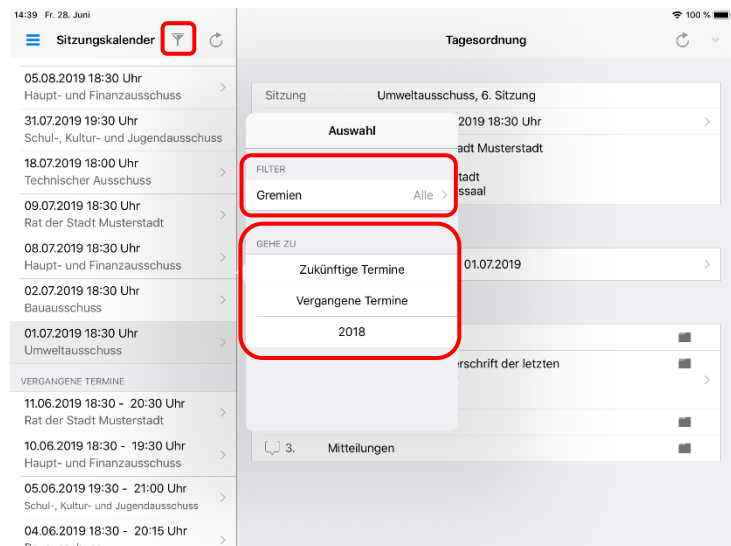 14:39 Fr. 28. Juni
100 %
Sitzungskalender
05.08.2019 18:30 Uhr
Haupt- und Finanzausschuss
31.07.2019 19:30 Uhr
Schul-, Kultur- und Jugendausschuss
18.07.2019 18:00 Uhr
Technischer Ausschuss
09.07.2019 18:30 Uhr
Rat der Stadt Musterstadt
08.07.2019 18:30 Uhr
Haupt- und Finanzausschuss
02.07.2019 18:30 Uhr
Bauausschuss
01.07.2019 18:30 Uhr
Umweltausschuss
VERGANGENE TERMINE
11.06.2019 18:30 - 20:30 Uhr
Rat der Stadt Musterstadt
10.06.2019 18:30 - 19:30 Uhr
Haupt- und Finanzausschuss
05.06.2019 19:30 - 21:00 Uhr
Schul-, Kultur- und Jugendausschuss
04.06.2019 18:30 - 20:15 Uhr
Auswahl
FILTER
Gremien Alle
GEHE ZU
Zukünftige Termine
Vergangene Termine
2018
Tagesordnung
Sitzung Umweltausschuss, 6. Sitzung
2019 18:30 Uhr
adt Musterstadt
tadt
ssaal
01.07.2019
erschrift der letzten
3. Mitteilungen